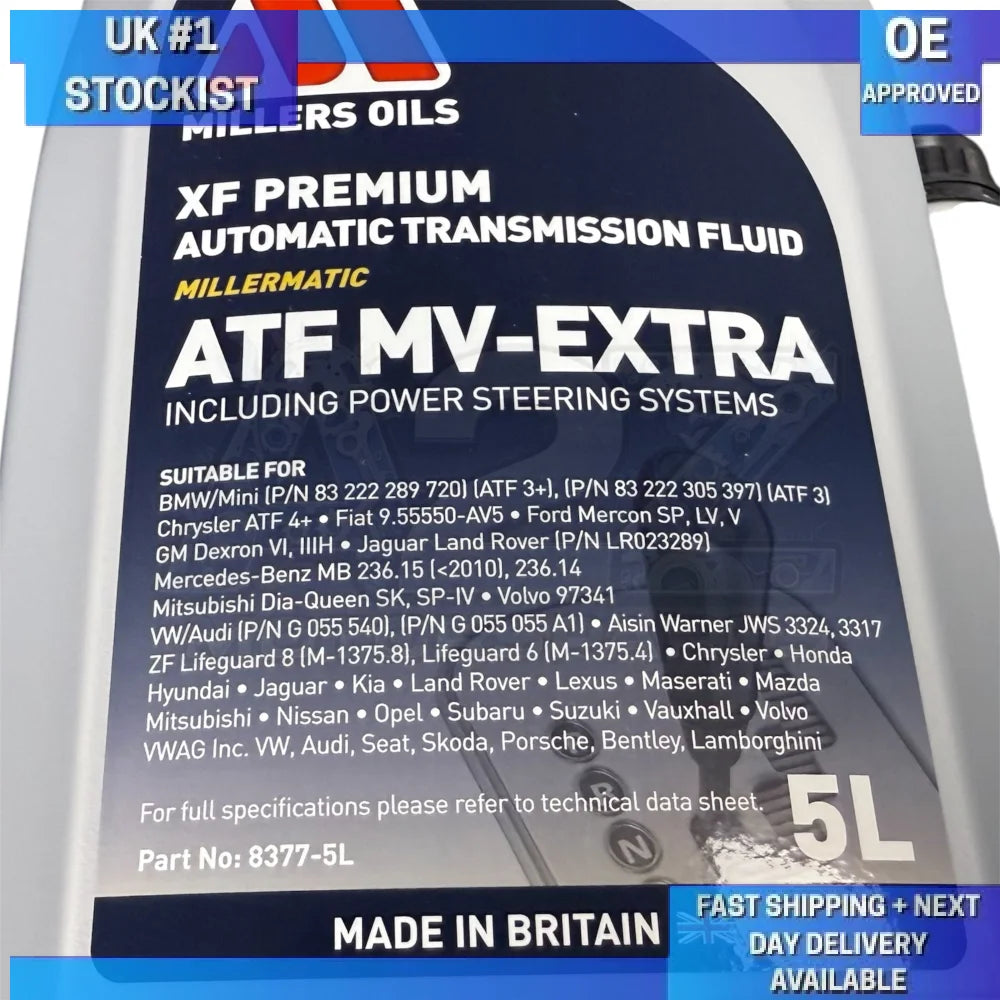 UK #1
STOCKIST
OE
APPROVED
MILLERS OILS
XF PREMIUM
AUTOMATIC TRANSMISSION FLUID
MILLERMATIC
ATF MV-EXTRA
INCLUDING POWER STEERING SYSTEMS
SUITABLE FOR
BMW/Mini (P/N 83 222 289 720) (ATF 3+), (P/N 83 222 305 397) (ATF 3)
Chrysler ATF 4+ • Fiat 9.55550-AV5 • Ford Mercon SP, LV, V
GM Dexron VI, IIIH • Jaguar Land Rover (P/N LR023289)
Mercedes-Benz MB 236.15 (<2010), 236.14
Mitsubishi Dia-Queen SK, SP-IV • Volvo 97341
VW/Audi (P/N G 055 540), (P/N G 055 055 A1) • Aisin Warner JWS 3324, 3317
ZF Lifeguard 8 (M-1375.8), Lifeguard 6 (M-1375.4) • Chrysler • Honda
Hyundai • Jaguar • Kia • Land Rover • Lexus • Maserati • Mazda
Mitsubishi • Nissan • Opel • Subaru • Suzuki • Vauxhall • Volvo
VWAG Inc. VW, Audi, Seat, Skoda, Porsche, Bentley, Lamborghini
R
N
For full specifications please refer to technical data sheet.
5L
Part No: 8377-5L
MADE IN BRITAIN
FAST SHIPPING + NEXT
DAY DELIVERY
AVAILABLE